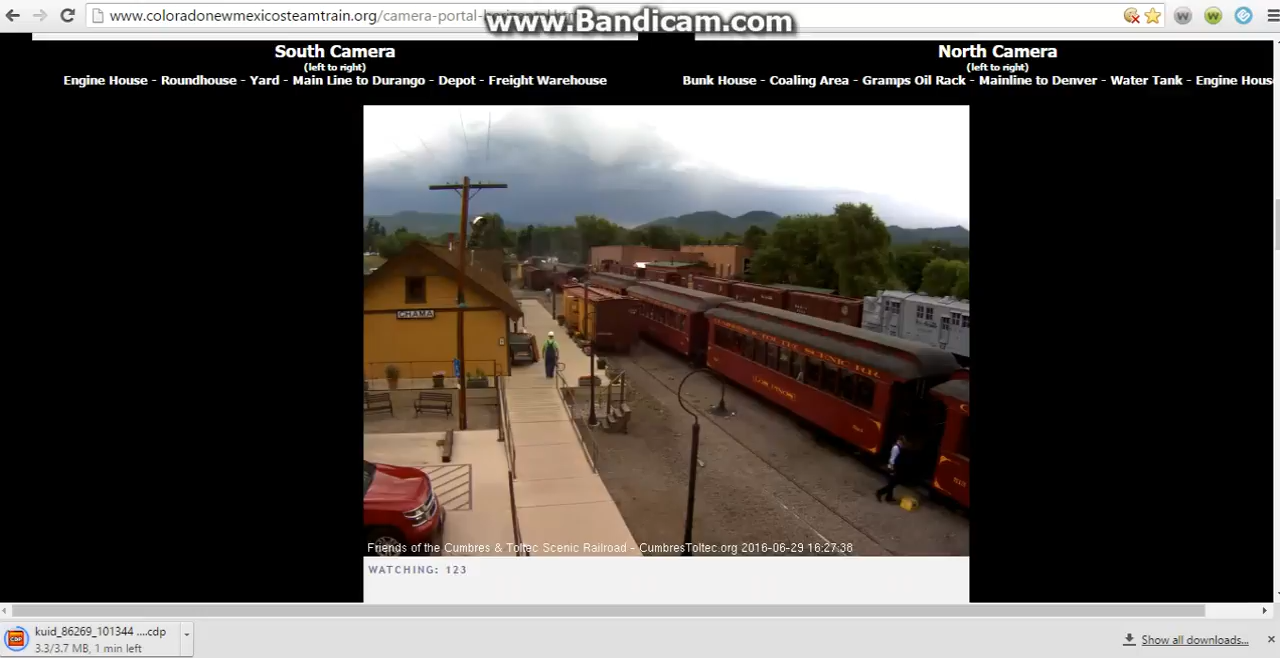 www.coloradonewmexicosteamtrain.org/camera-portal-
www.Bandicam.com
South Camera
(left to right)
Engine House - Roundhouse - Yard - Main Line to Durango - Depot - Freight Warehouse
North Camera
(left to right)
Bunk House - Coaling Area - Gramps Oil Rack - Mainline to Denver - Water Tank - Engine Hous
CHAMA
Friends of the Cumbres & Toltec Scenic Railroad - CumbresToltec.org 2016-06-29 16:27:38
WATCHING: 123
CDP
kuid_86269_101344 ....cdp
3.3/3.7 MB, 1 min left
Show all downloads...